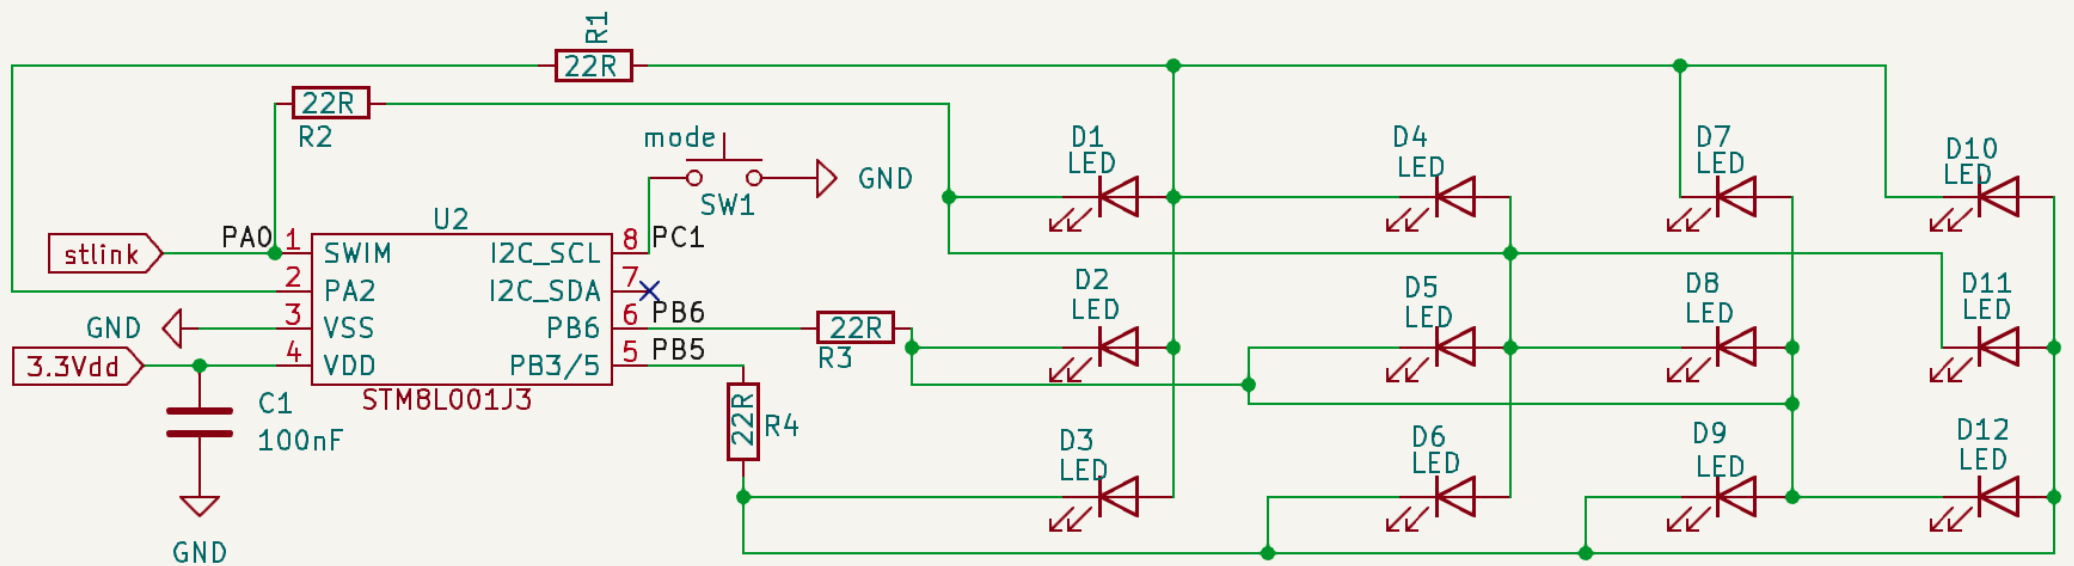 R1
22R
22R
R2
mode
SW1
GND
D1
LED
D4
LED
D7
LED
D10
LED
U2
stlink
PA0
1
SWIM
I2C_SCL
8
PC1
2
PA2
I2C_SDA
7
GND
3
VSS
PB6
6
PB6
3.3Vdd
4
VDD
PB3/5
5
PB5
STM8L001J3
22R
R3
D2
LED
D5
LED
D8
LED
D11
LED
C1
100nF
GND
22R
R4
D3
LED
D6
LED
D9
LED
D12
LED